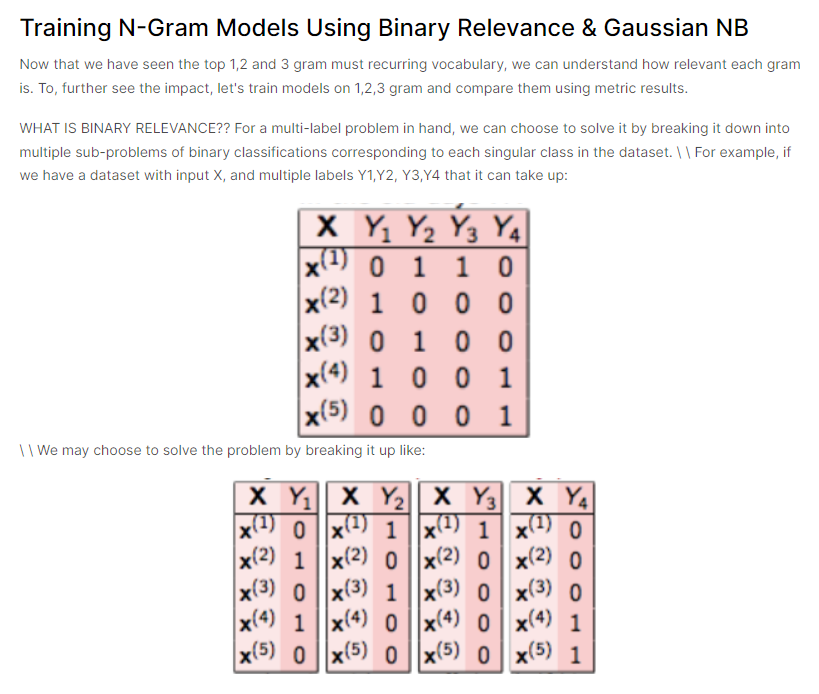 Training N-Gram Models Using Binary Relevance & Gaussian NB
Now that we have seen the top 1,2 and 3 gram must recurring vocabulary, we can understand how relevant each gram
is. To, further see the impact, let's train models on 1,2,3 gram and compare them using metric results.
WHAT IS BINARY RELEVANCE?? For a multi-label problem in hand, we can choose to solve it by breaking it down into
multiple sub-problems of binary classifications corresponding to each singular class in the dataset. \ \ For example, if
we have a dataset with input X, and multiple labels Y1,Y2, Y3,Y4 that it can take up:
X Y₁ Y₂ Y₃ Y₄
x⁽¹⁾ 0 1 1 0
x⁽²⁾ 1 0 0 0
x⁽³⁾ 0 1 0 0
x⁽⁴⁾ 1 0 0 1
x⁽⁵⁾ 0 0 0 1
\ \ We may choose to solve the problem by breaking it up like:
X Y₁ X Y₂ X Y₃ X Y₄
x⁽¹⁾ 0 x⁽¹⁾ 1 x⁽¹⁾ 1 x⁽¹⁾ 0
x⁽²⁾ 1 x⁽²⁾ 0 x⁽²⁾ 0 x⁽²⁾ 0
x⁽³⁾ 0 x⁽³⁾ 1 x⁽³⁾ 0 x⁽³⁾ 0
x⁽⁴⁾ 1 x⁽⁴⁾ 0 x⁽⁴⁾ 0 x⁽⁴⁾ 1
x⁽⁵⁾ 0 x⁽⁵⁾ 0 x⁽⁵⁾ 0 x⁽⁵⁾ 1